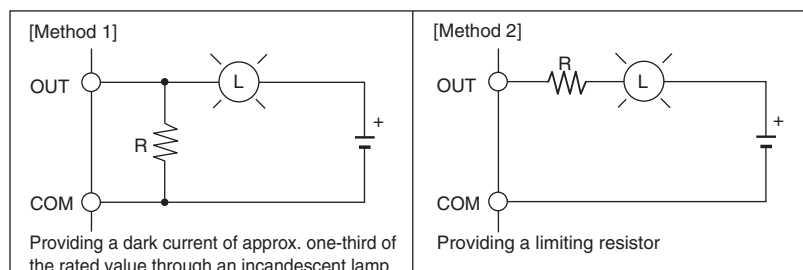 [Method 1]
OUT
L
R
+
COM
Providing a dark current of approx. one-third of
the rated value through an incandescent lamp
[Method 2]
OUT
R
L
+
COM
Providing a limiting resistor